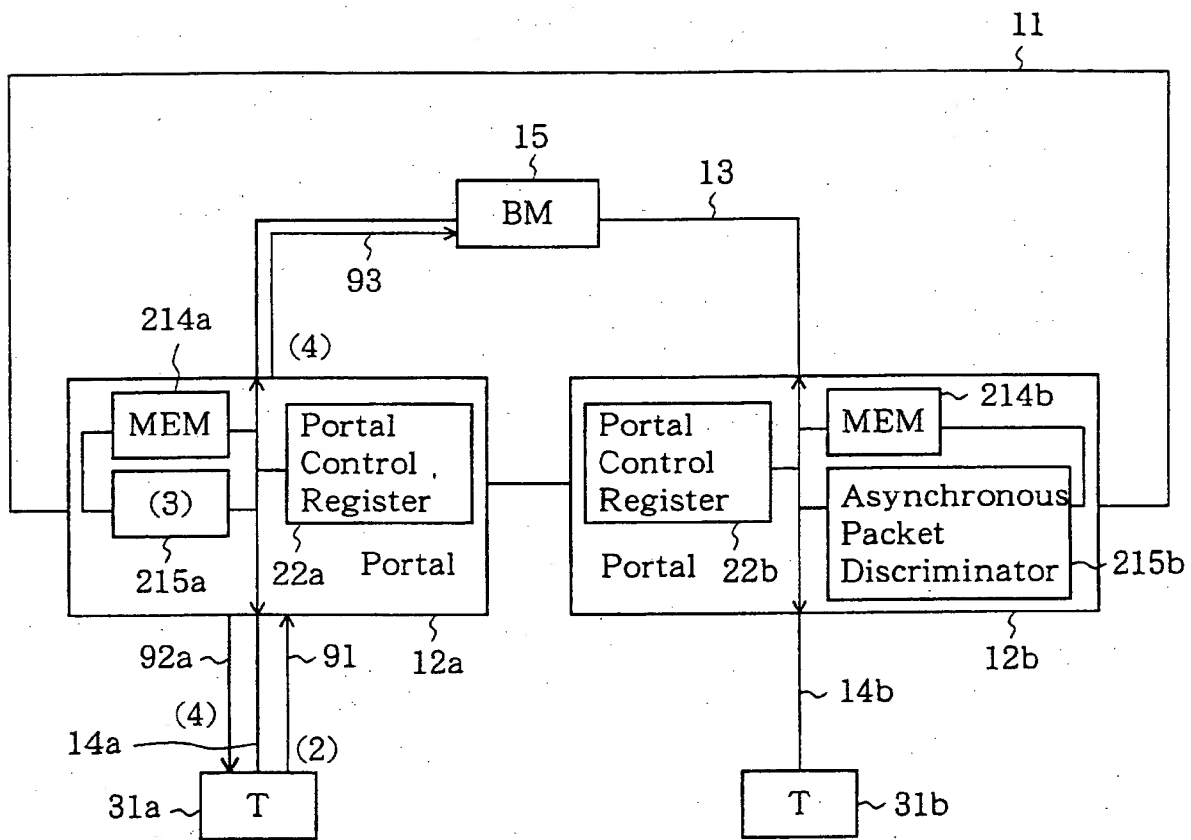 11
15
BM
13
93
214a
(4)
MEM
Portal
Control
Register
(3)
215a
22a
Portal
12a
214b
MEM
Portal
Control
Register
Asynchronous
Packet
Discriminator
Portal
22b
215b
12b
92a
91
(4)
14a
(2)
14b
31a
T
T
31b